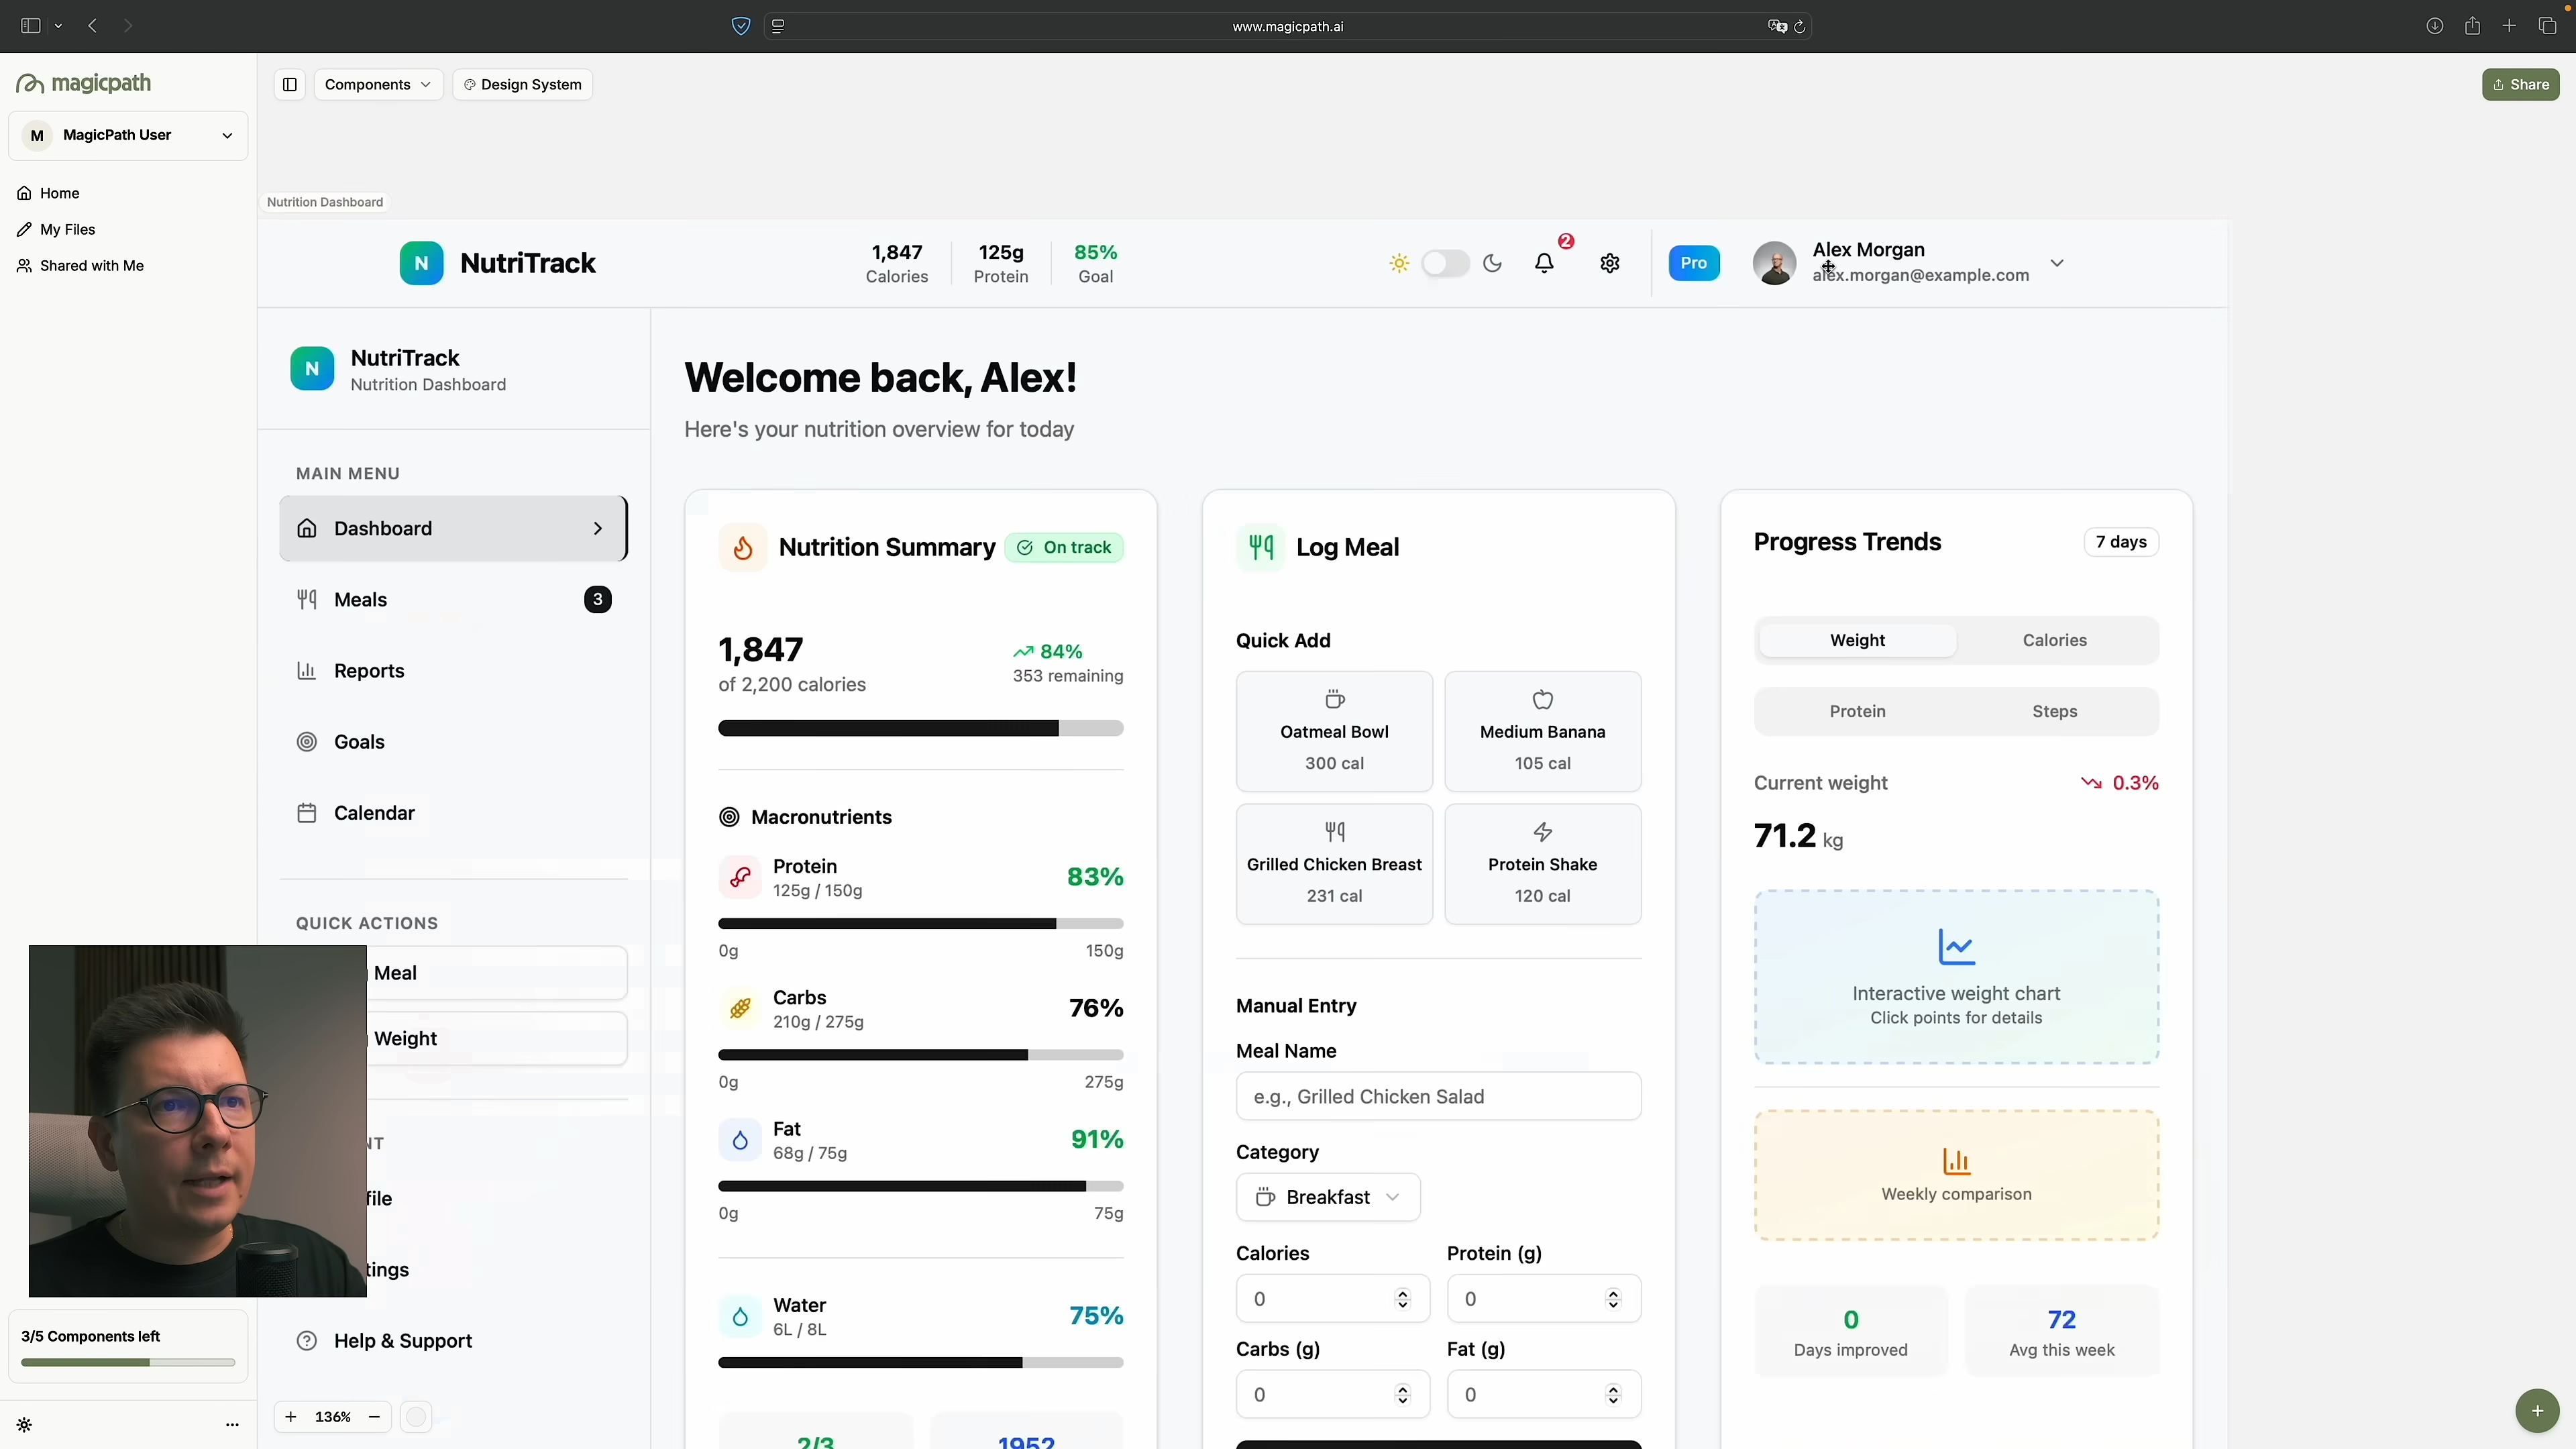 www.magicpath.ai
magicpath
Components
Design System
Share
M
MagicPath User
Home
My Files
Shared with Me
Nutrition Dashboard
N
NutriTrack
1,847
Calories
125g
Protein
85%
Goal
2
Pro
Alex Morgan
alex.morgan@example.com
N
NutriTrack
Nutrition Dashboard
MAIN MENU
Dashboard
Meals
3
Reports
Goals
Calendar
QUICK ACTIONS
Meal
Weight
Help & Support
3/5 Components left
136%
Welcome back, Alex!
Here's your nutrition overview for today
Nutrition Summary
On track
1,847
of 2,200 calories
84%
353 remaining
Macronutrients
Protein
125g / 150g
83%
0g
150g
Carbs
210g / 275g
76%
0g
275g
Fat
68g / 75g
91%
0g
75g
Water
6L / 8L
75%
2/3
1952
Log Meal
Quick Add
Oatmeal Bowl
300 cal
Medium Banana
105 cal
Grilled Chicken Breast
231 cal
Protein Shake
120 cal
Manual Entry
Meal Name
e.g., Grilled Chicken Salad
Category
Breakfast
Calories
Protein (g)
0
0
Carbs (g)
Fat (g)
0
0
Progress Trends
7 days
Weight
Calories
Protein
Steps
Current weight
0.3%
71.2 kg
Interactive weight chart
Click points for details
Weekly comparison
0
Days improved
72
Avg this week